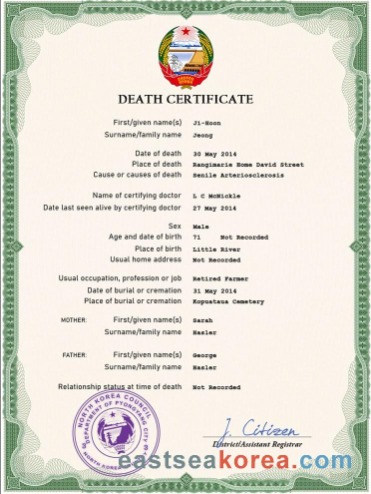 DEATH CERTIFICATE
First/given name(s) Ji-Hoon
Surname/family name Jeong
Date of death 30 May 2014
Place of death Rangimarie Home David Street
Cause or causes of death Senile Arteriosclerosis
Name of certifying doctor L C McNickle
Date last seen alive by certifying doctor 27 May 2014
Sex Male
Age and date of birth 71 Not Recorded
Place of birth Little River
Usual home address Not Recorded
Usual occupation, profession or job Retired Farmer
Date of burial or cremation 31 May 2014
Place of burial or cremation Kopuataua Cemetery
MOTHER: First/given name(s) Sarah
Surname/family name Hasler
FATHER: First/given name(s) George
Surname/family name Hasler
Relationship status at time of death Not Recorded
NORTH KOREA COUNCIL
DEPARTMENT OF PYONGYANG CITY
NORTH KOREA
J. Citizen
District/Assistant Registrar
eastseakorea.com